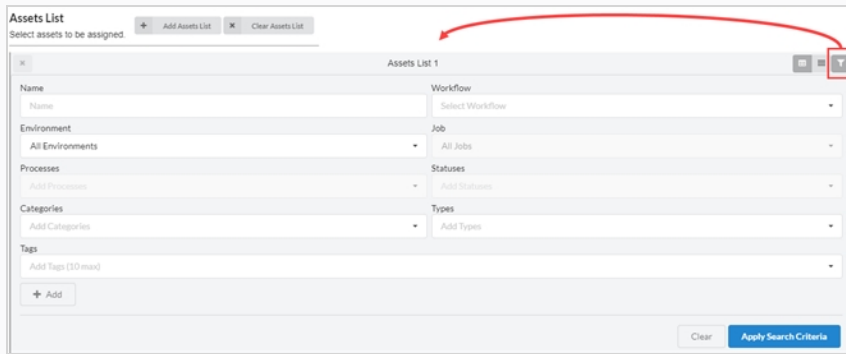 Assets List
Select assets to be assigned.
+ Add Assets List × Clear Assets List
× Assets List 1
Name Workflow
Name Select Workflow
Environment Job
All Environments All Jobs
Processes Statuses
Add Processes Add Statuses
Categories Types
Add Categories Add Types
Tags
Add Tags (10 max)
+ Add
Clear Apply Search Criteria